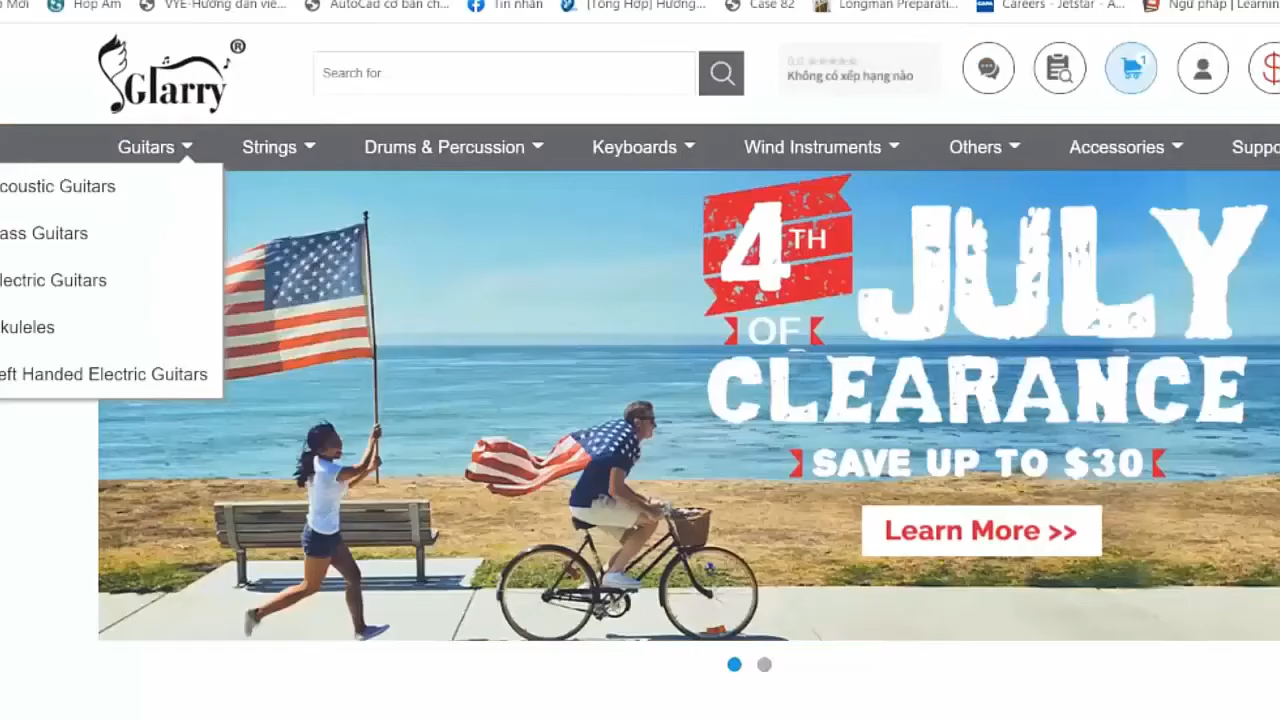 Mới
Hợp Âm
VYE-Hướng dẫn viê...
AutoCad cơ bản ch...
Tin nhắn
[Tổng Hợp] Hướng...
Case 82
Longman Preparati...
Careers - Jetstar - A...
Ngữ pháp | Learnin
Glarry ®
Search for
0.0 ★★★★★
Không có xếp hạng nào
1
$
Guitars
Strings
Drums & Percussion
Keyboards
Wind Instruments
Others
Accessories
Suppo
coustic Guitars
ass Guitars
lectric Guitars
kuleles
eft Handed Electric Guitars
4TH
OF
JULY
CLEARANCE
SAVE UP TO $30
Learn More >>